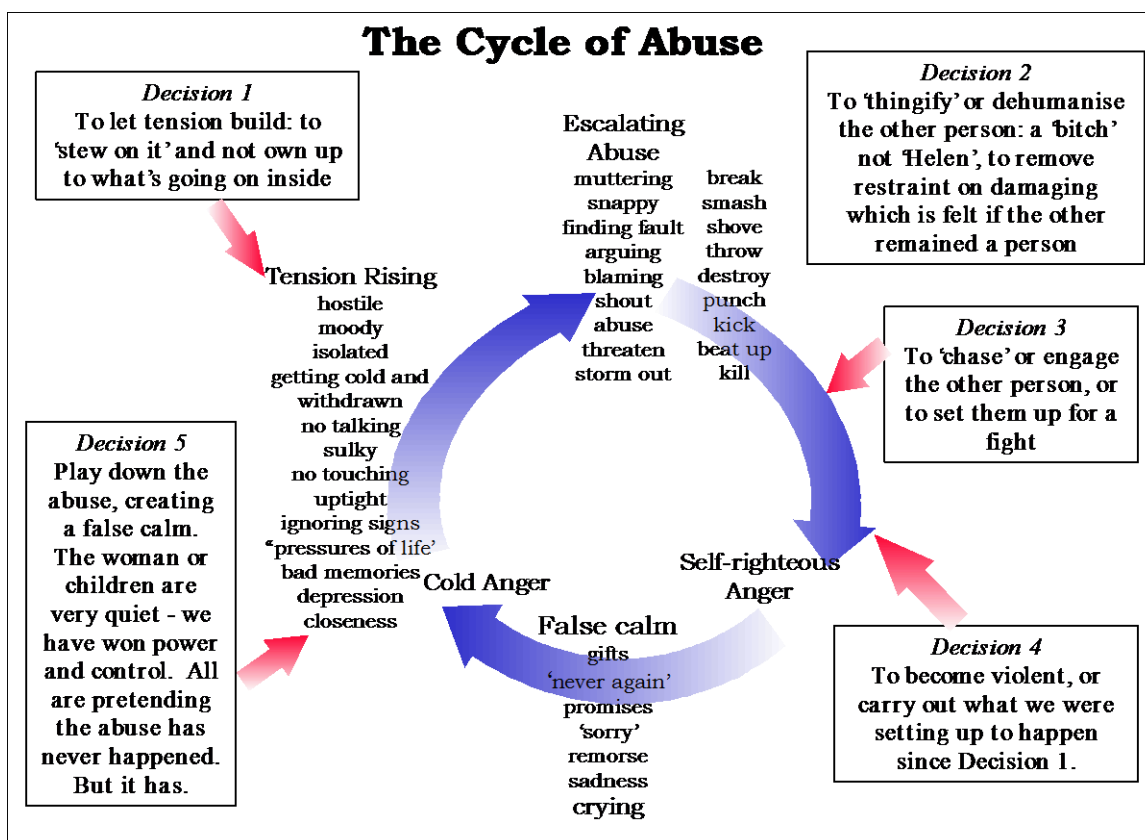 The Cycle of Abuse
Decision 1
To let tension build: to
‘stew on it’ and not own up
to what’s going on inside
Decision 2
To ‘thingify’ or dehumanise
the other person: a ‘bitch’
not ‘Helen’, to remove
restraint on damaging
which is felt if the other
remained a person
Escalating
Abuse
muttering
snappy
finding fault
arguing
blaming
shout
abuse
threaten
storm out
break
smash
shove
throw
destroy
punch
kick
beat up
kill
Tension Rising
hostile
moody
isolated
getting cold and
withdrawn
no talking
sulky
no touching
uptight
ignoring signs
“pressures of life’
bad memories
depression
closeness
Decision 3
To ‘chase’ or engage
the other person, or
to set them up for a
fight
Decision 5
Play down the
abuse, creating
a false calm.
The woman or
children are
very quiet - we
have won power
and control.  All
are pretending
the abuse has
never happened.
But it has.
Cold Anger
Self-righteous
Anger
False calm
gifts
‘never again’
promises
‘sorry’
remorse
sadness
crying
Decision 4
To become violent, or
carry out what we were
setting up to happen
since Decision 1.